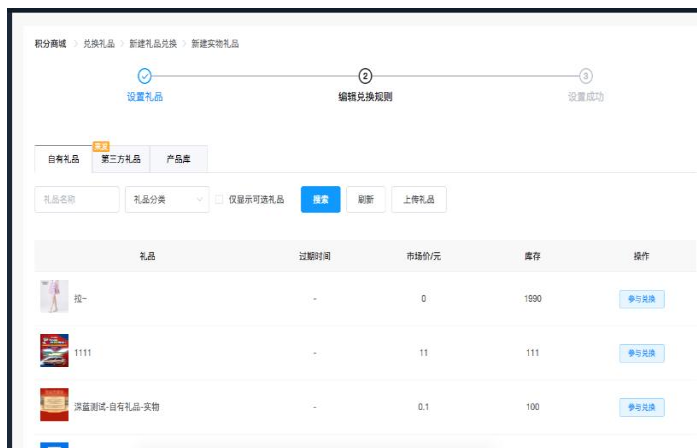 积分商城 > 兑换礼品 > 新建礼品兑换 > 新建实物礼品
2 3
设置礼品 编辑兑换规则 设置成功
自有礼品 第三方礼品 产品库
礼品名称 礼品分类 仅显示可选礼品 搜索 刷新 上传礼品
礼品 过期时间 市场价/元 库存 操作
拉~ - 0 1990 参与兑换
1111 - 11 111 参与兑换
深蓝测试-自有礼品-实物 - 0.1 100 参与兑换